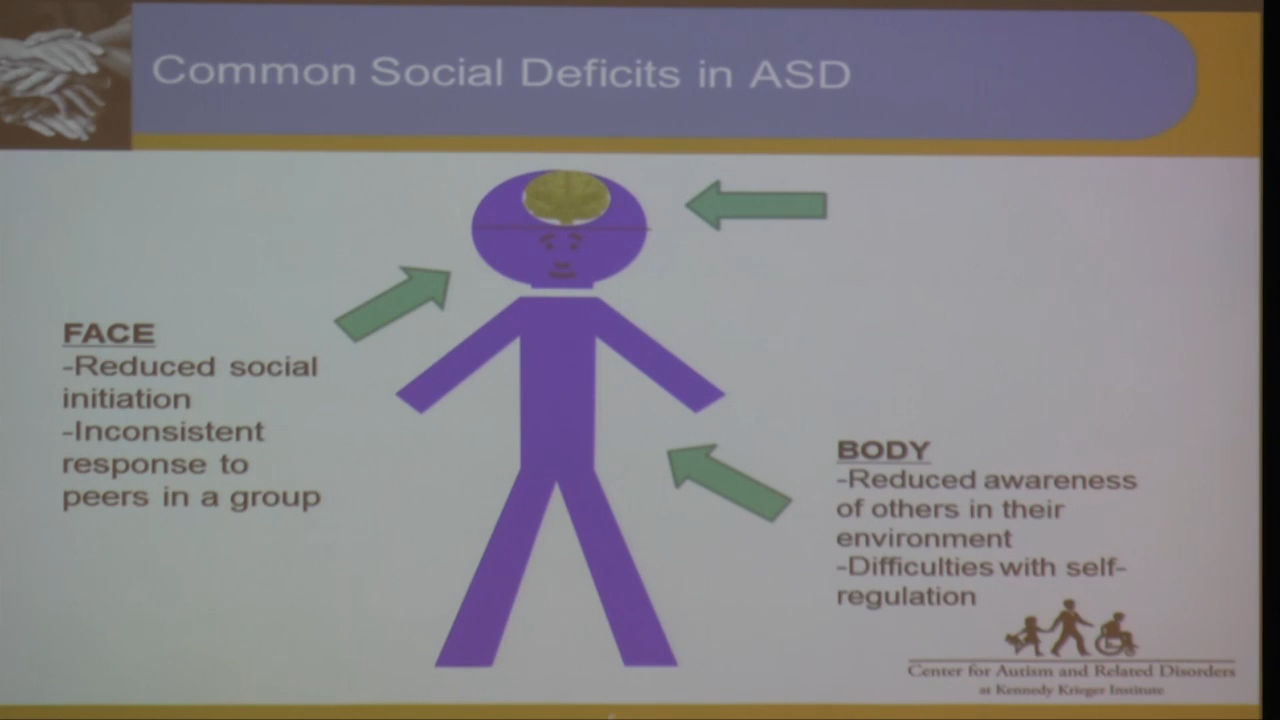 Common Social Deficits in ASD
FACE
-Reduced social
initiation
-Inconsistent
response to
peers in a group
BODY
-Reduced awareness
of others in their
environment
-Difficulties with self-
regulation
Center for Autism and Related Disorders
at Kennedy Krieger Institute